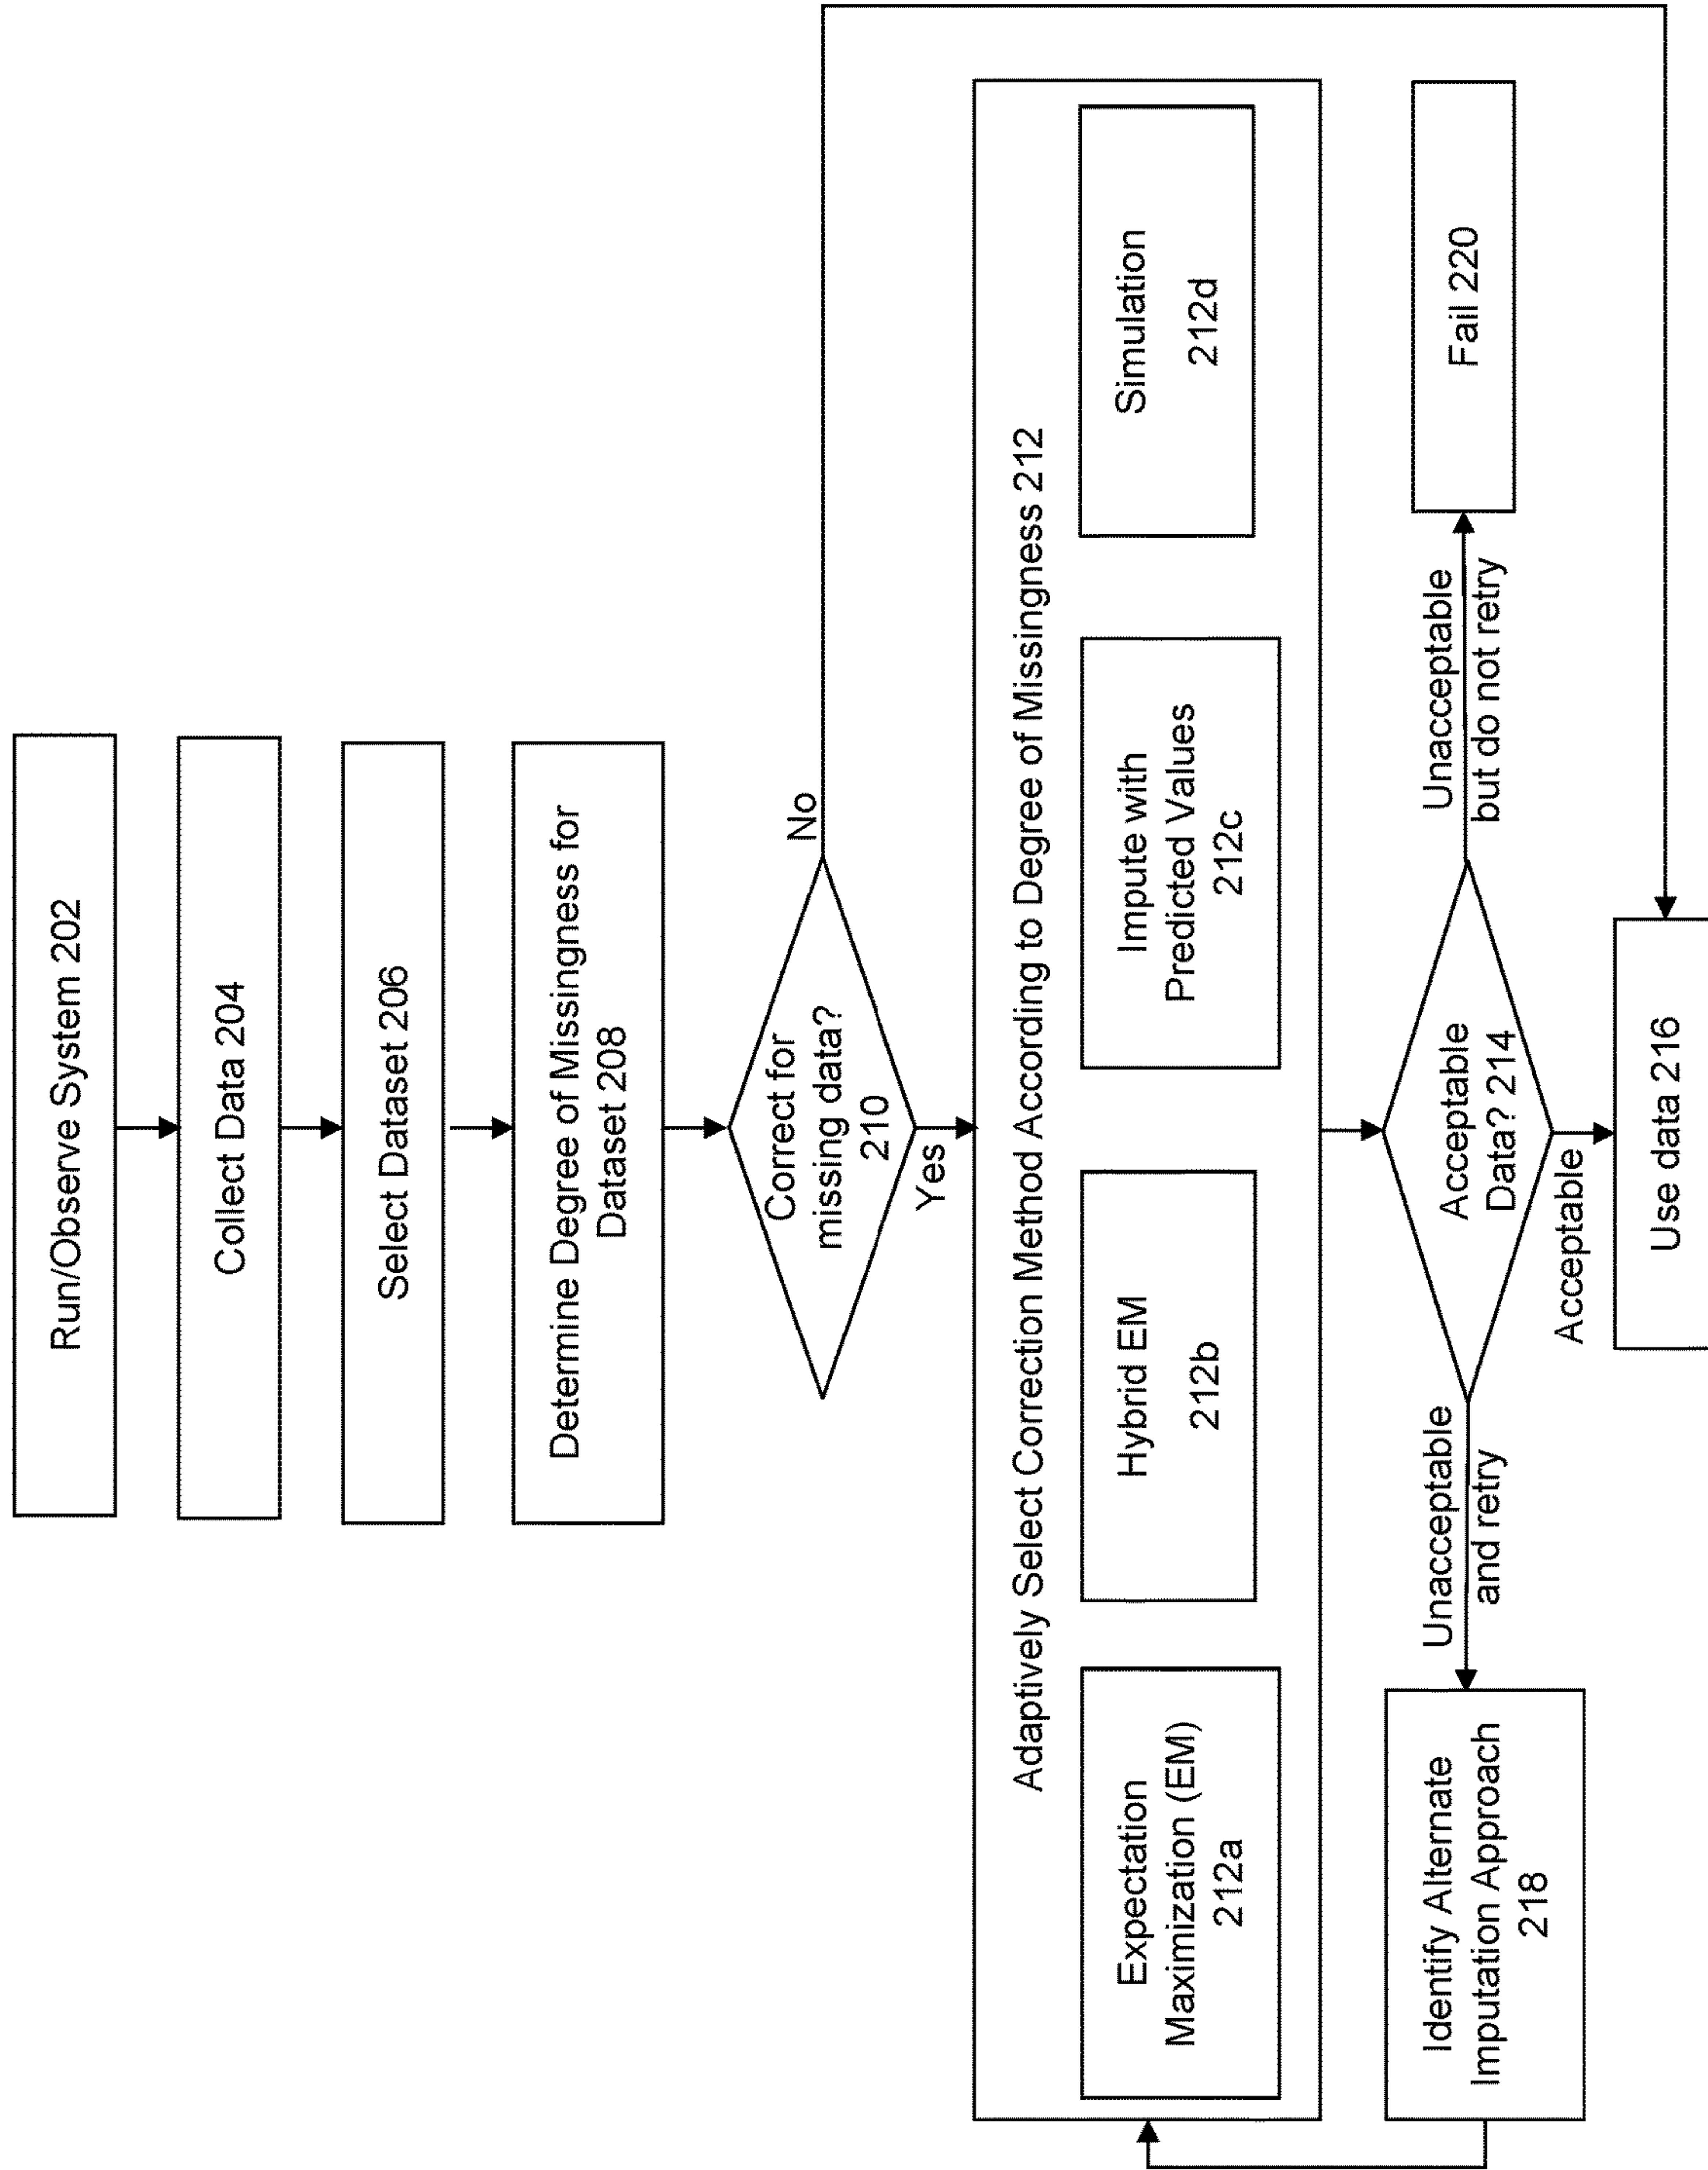 Run/Observe System 202
Collect Data 204
Select Dataset 206
Determine Degree of Missingness for
Dataset 208
Correct for
missing data?
210
No
Yes
Adaptively Select Correction Method According to Degree of Missingness 212
Expectation
Maximization (EM)
212a
Hybrid EM
212b
Impute with
Predicted Values
212c
Simulation
212d
Acceptable
Data? 214
Unacceptable
and retry
Unacceptable
but do not retry
Identify Alternate
Imputation Approach
218
Fail 220
Acceptable
Use data 216